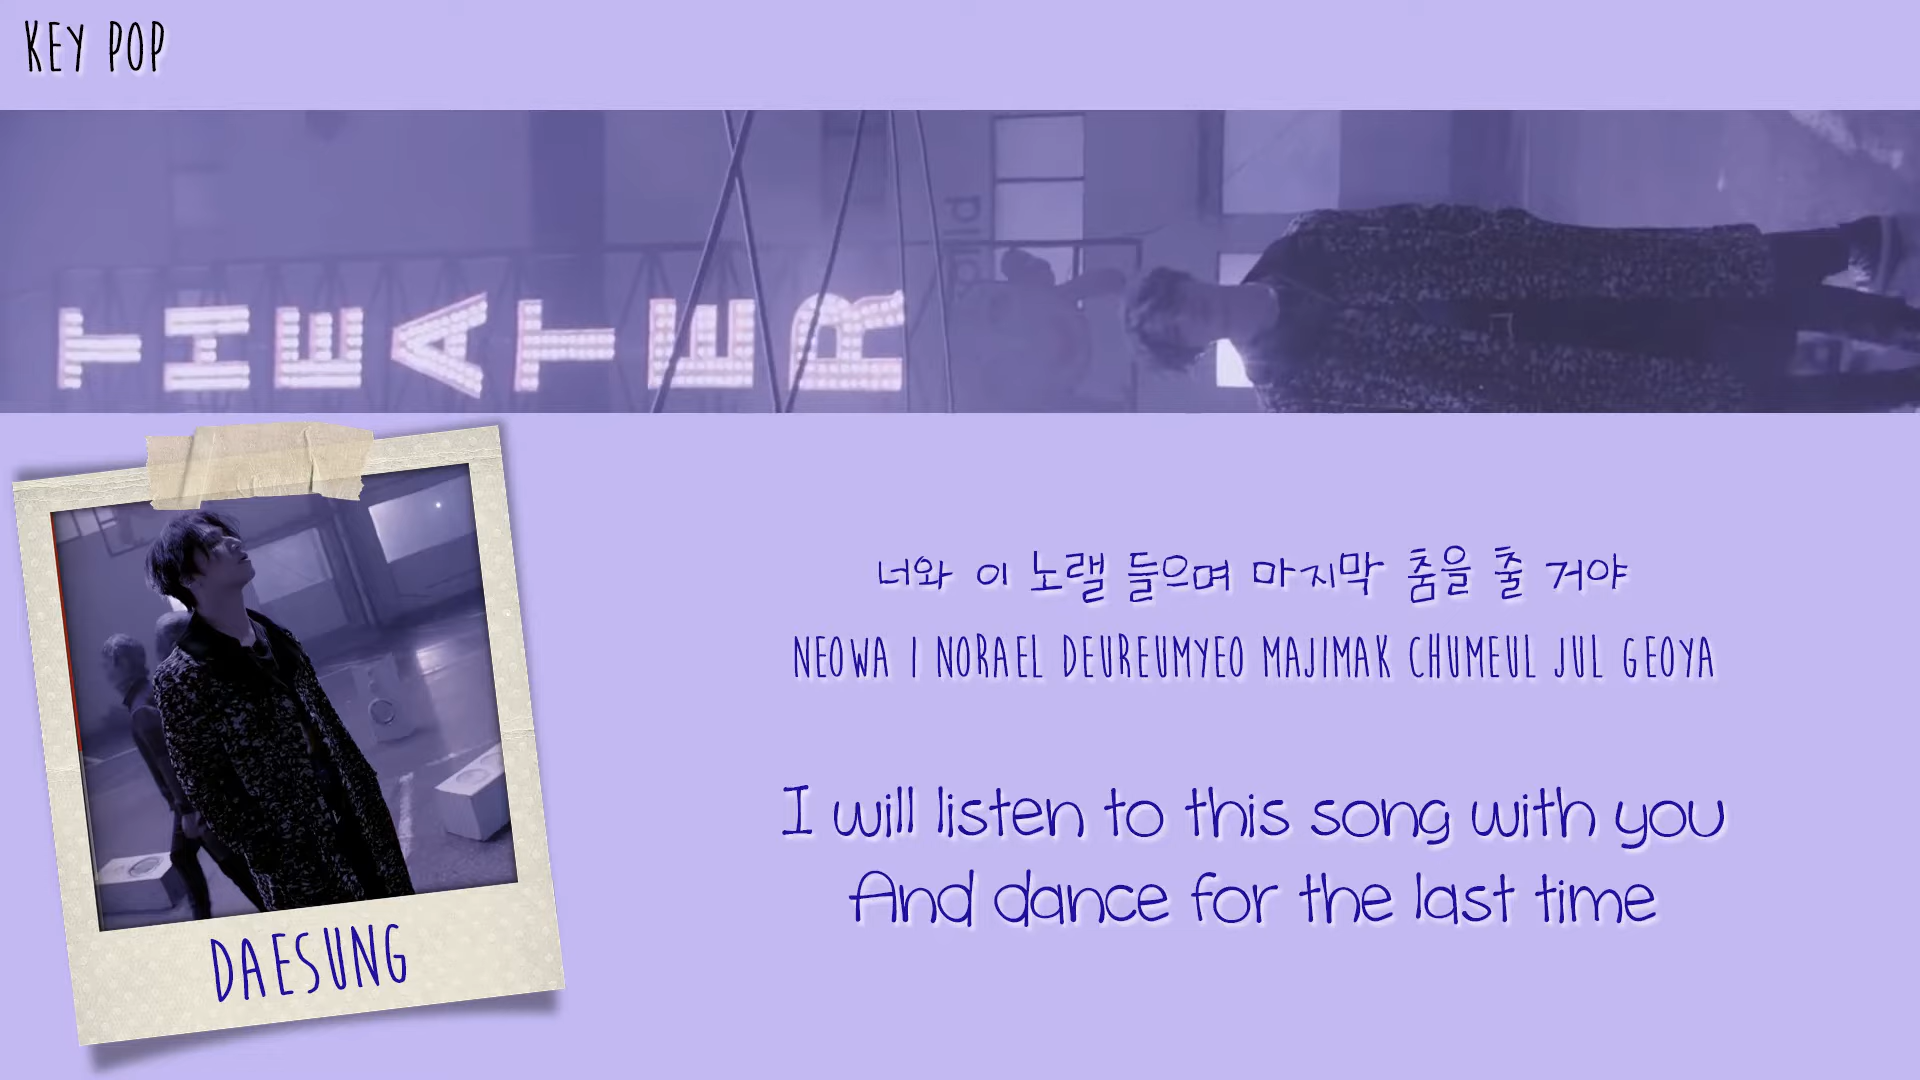 KEY POP
THEATER
너와 이 노랠 들으며 마지막 춤을 출 거야
NEOWA I NORAEL DEUREUMYEO MAJIMAK CHUMEUL JUL GEOYA
I will listen to this song with you
And dance for the last time
DAESUNG